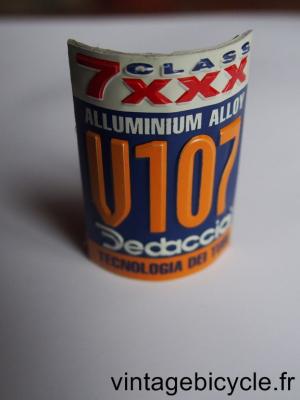 7 CLASS
xxx
ALLUMINIUM ALLOY
V107
Dedaccia
TECNOLOGIA DEI
vintagebicycle.fr